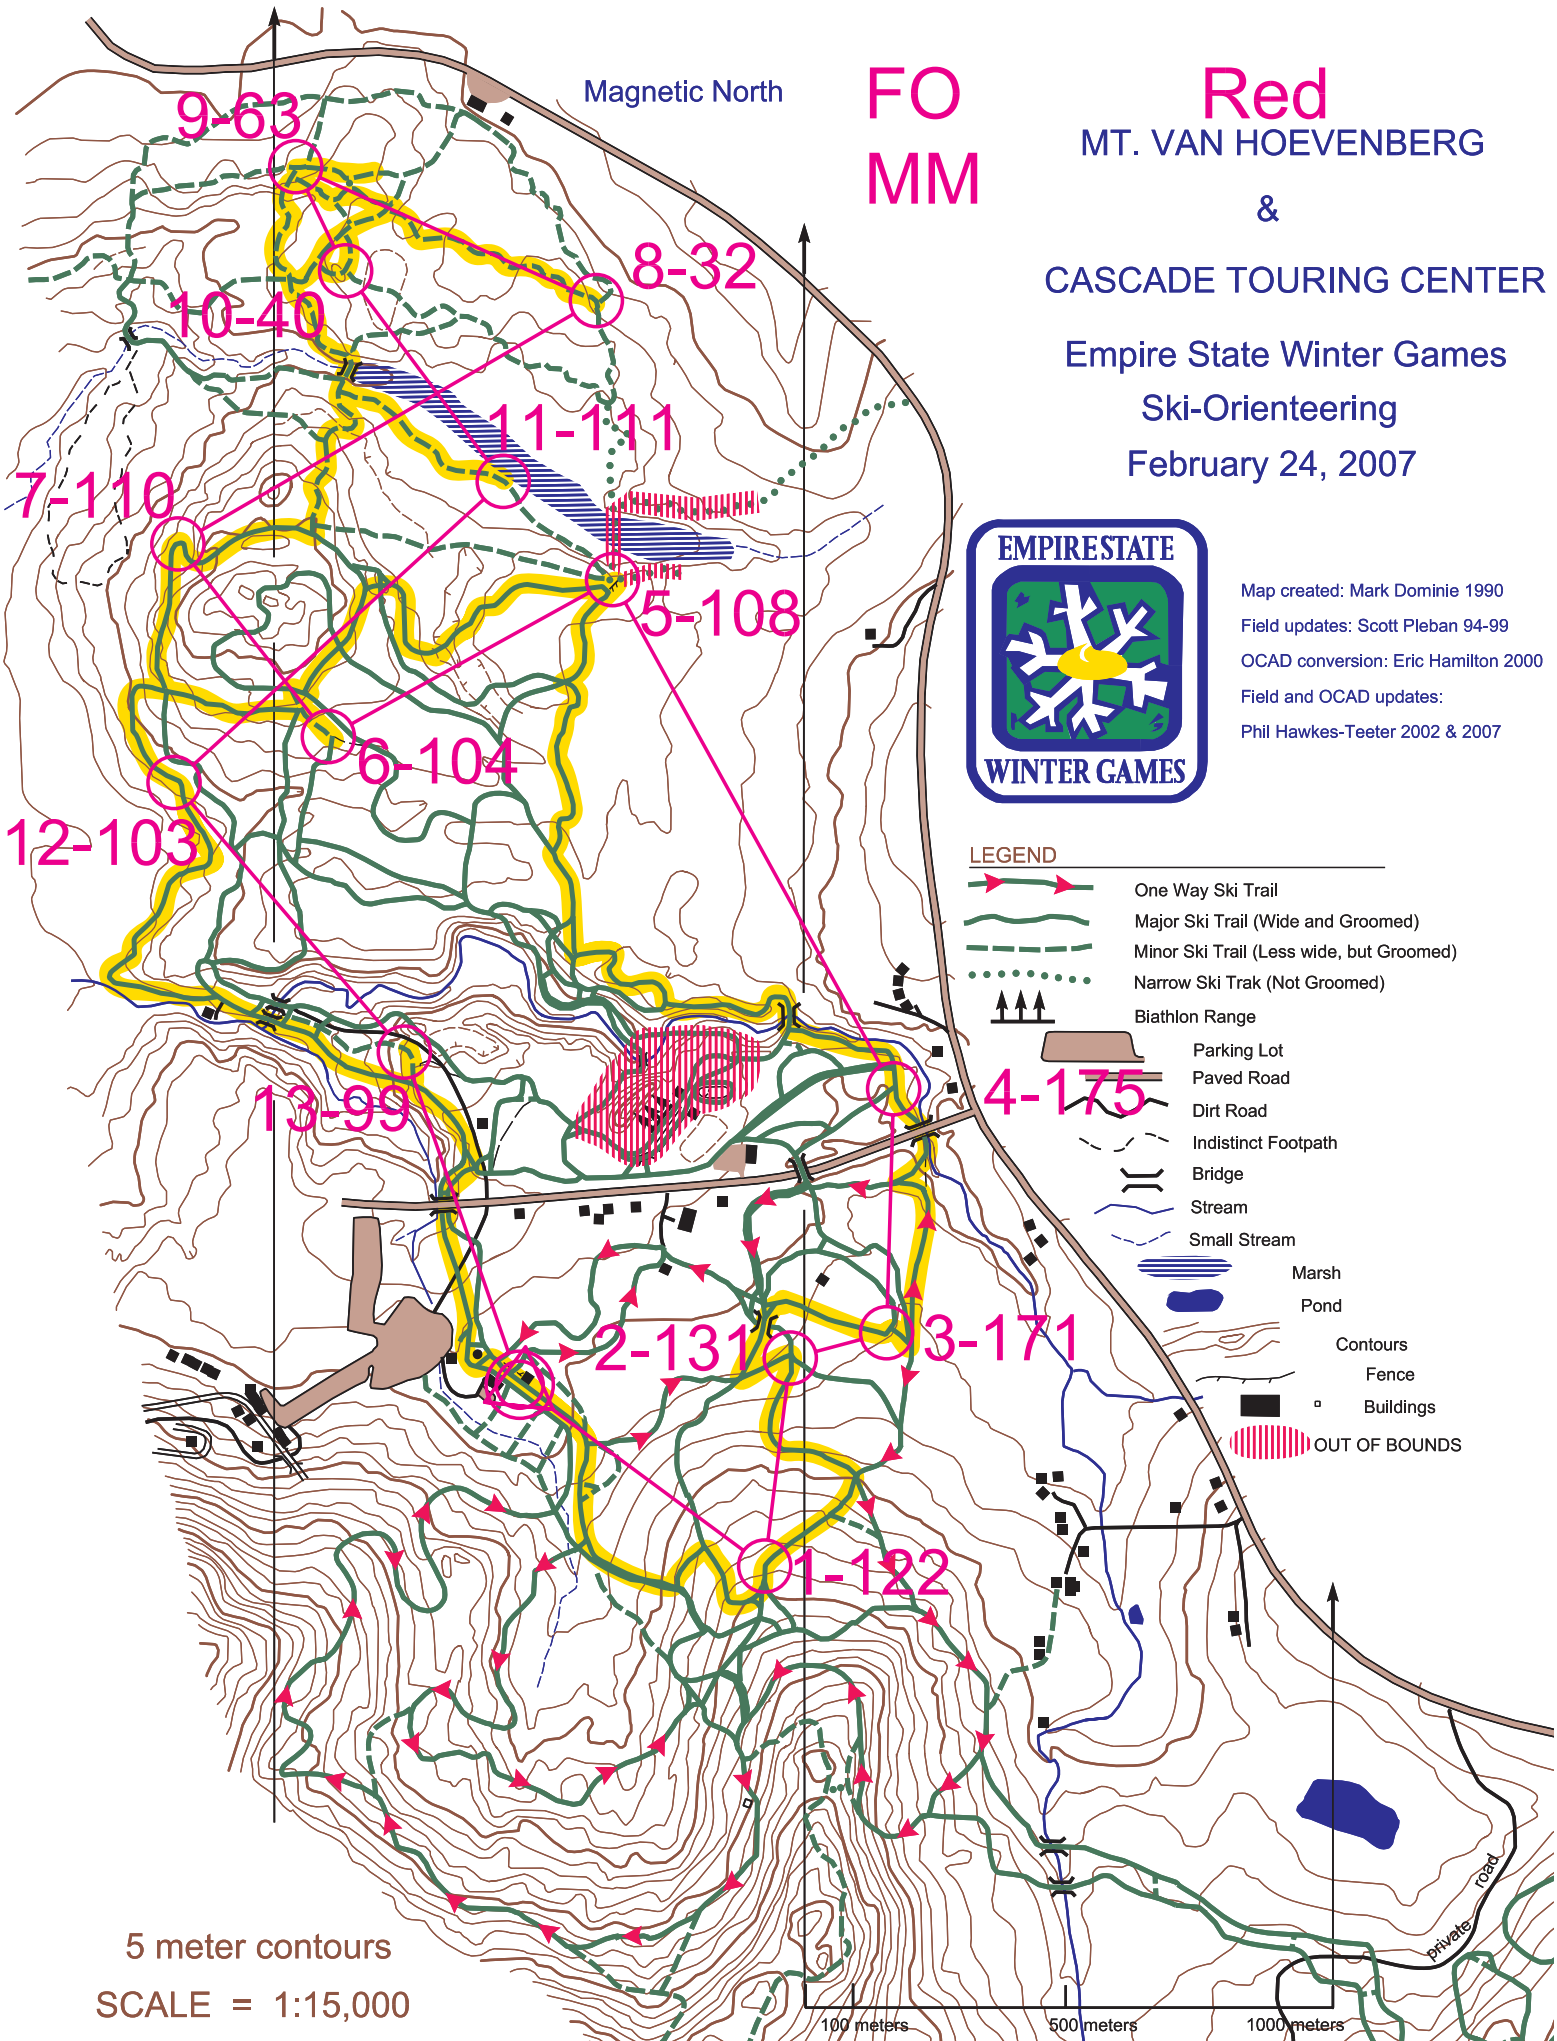 Magnetic North
FO
MM
Red
MT. VAN HOEVENBERG
&
CASCADE TOURING CENTER
Empire State Winter Games
Ski-Orienteering
February 24, 2007
9-63
8-32
10-40
11-111
7-110
5-108
6-104
12-103
4-175
13-99
2-131
3-171
1-122
EMPIRE STATE
WINTER GAMES
Map created: Mark Dominie 1990
Field updates: Scott Pleban 94-99
OCAD conversion: Eric Hamilton 2000
Field and OCAD updates:
Phil Hawkes-Teeter 2002 & 2007
LEGEND
One Way Ski Trail
Major Ski Trail (Wide and Groomed)
Minor Ski Trail (Less wide, but Groomed)
Narrow Ski Trak (Not Groomed)
Biathlon Range
Parking Lot
Paved Road
Dirt Road
Indistinct Footpath
Bridge
Stream
Small Stream
Marsh
Pond
Contours
Fence
Buildings
OUT OF BOUNDS
private road
5 meter contours
SCALE = 1:15,000
100 meters
500 meters
1000 meters